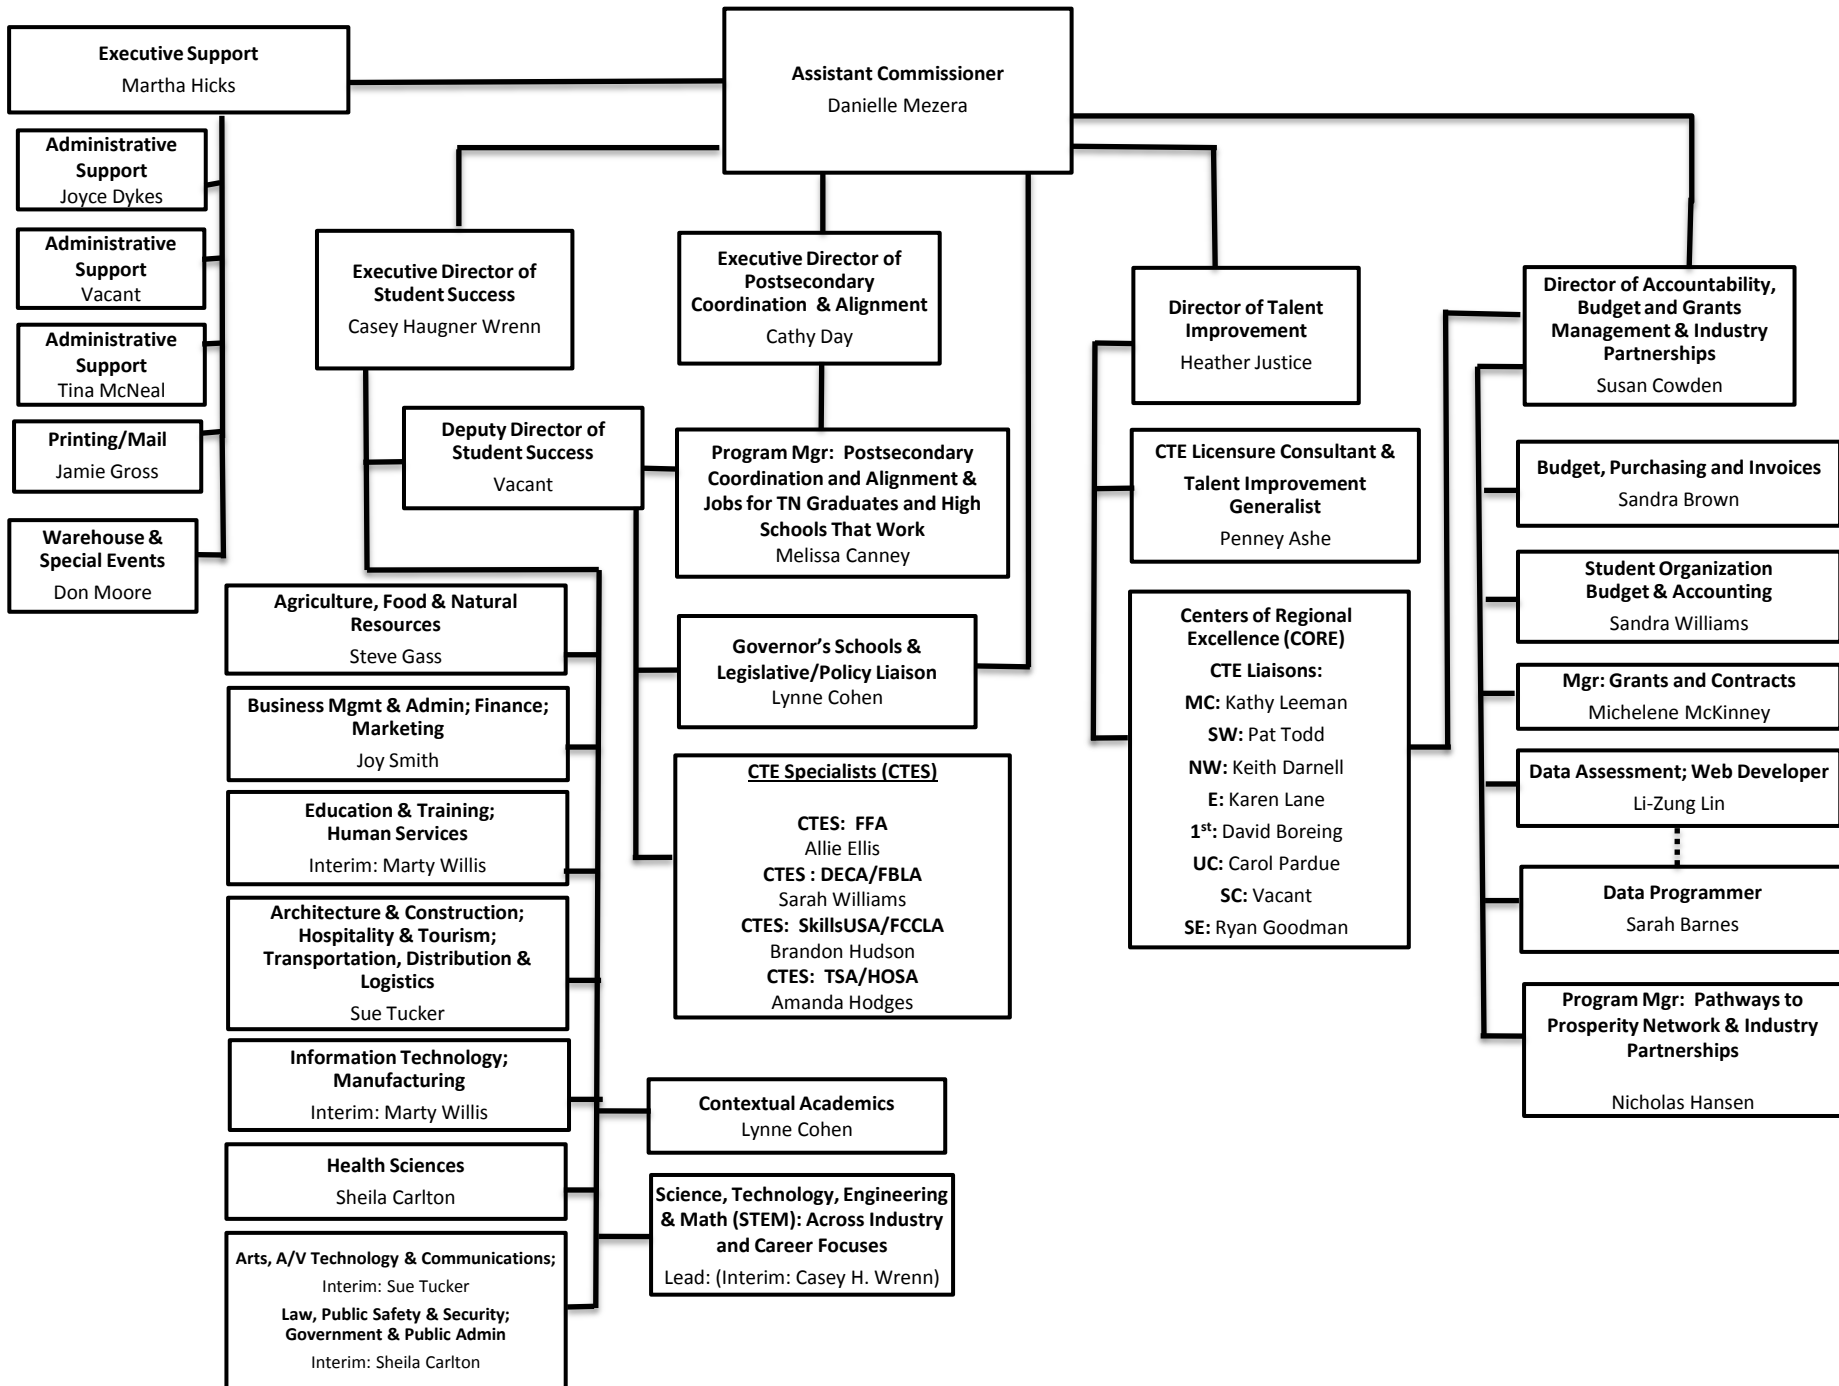 Executive Support
Martha Hicks
Assistant Commissioner
Danielle Mezera
Administrative
Support
Joyce Dykes
Administrative
Support
Vacant
Administrative
Support
Tina McNeal
Printing/Mail
Jamie Gross
Warehouse &
Special Events
Don Moore
Executive Director of
Student Success
Casey Haugner Wrenn
Executive Director of
Postsecondary
Coordination & Alignment
Cathy Day
Director of Talent
Improvement
Heather Justice
Director of Accountability,
Budget and Grants
Management & Industry
Partnerships
Susan Cowden
Deputy Director of
Student Success
Vacant
Program Mgr: Postsecondary
Coordination and Alignment &
Jobs for TN Graduates and High
Schools That Work
Melissa Canney
CTE Licensure Consultant &
Talent Improvement
Generalist
Penney Ashe
Budget, Purchasing and Invoices
Sandra Brown
Student Organization
Budget & Accounting
Sandra Williams
Mgr: Grants and Contracts
Michelene McKinney
Data Assessment; Web Developer
Li-Zung Lin
Data Programmer
Sarah Barnes
Program Mgr: Pathways to
Prosperity Network & Industry
Partnerships
Nicholas Hansen
Centers of Regional
Excellence (CORE)
CTE Liaisons:
MC: Kathy Leeman
SW: Pat Todd
NW: Keith Darnell
E: Karen Lane
1st: David Boreing
UC: Carol Pardue
SC: Vacant
SE: Ryan Goodman
Governor’s Schools &
Legislative/Policy Liaison
Lynne Cohen
CTE Specialists (CTES)
CTES: FFA
Allie Ellis
CTES : DECA/FBLA
Sarah Williams
CTES: SkillsUSA/FCCLA
Brandon Hudson
CTES: TSA/HOSA
Amanda Hodges
Agriculture, Food & Natural
Resources
Steve Gass
Business Mgmt & Admin; Finance;
Marketing
Joy Smith
Education & Training;
Human Services
Interim: Marty Willis
Architecture & Construction;
Hospitality & Tourism;
Transportation, Distribution &
Logistics
Sue Tucker
Information Technology;
Manufacturing
Interim: Marty Willis
Health Sciences
Sheila Carlton
Arts, A/V Technology & Communications;
Interim: Sue Tucker
Law, Public Safety & Security;
Government & Public Admin
Interim: Sheila Carlton
Contextual Academics
Lynne Cohen
Science, Technology, Engineering
& Math (STEM): Across Industry
and Career Focuses
Lead: (Interim: Casey H. Wrenn)